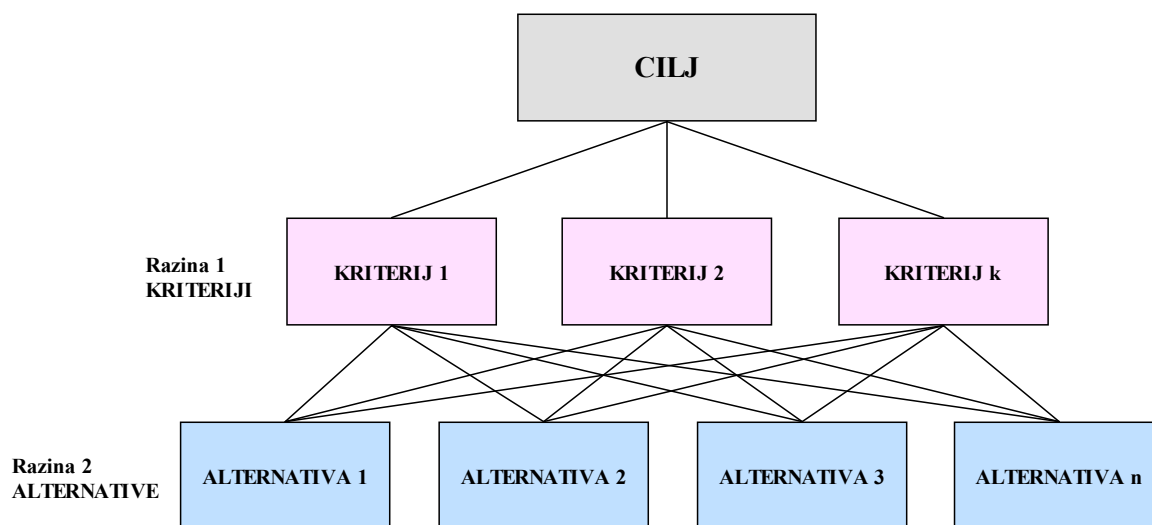 CILJ
Razina 1
KRITERIJI
KRITERIJ 1
KRITERIJ 2
KRITERIJ k
Razina 2
ALTERNATIVE
ALTERNATIVA 1
ALTERNATIVA 2
ALTERNATIVA 3
ALTERNATIVA n